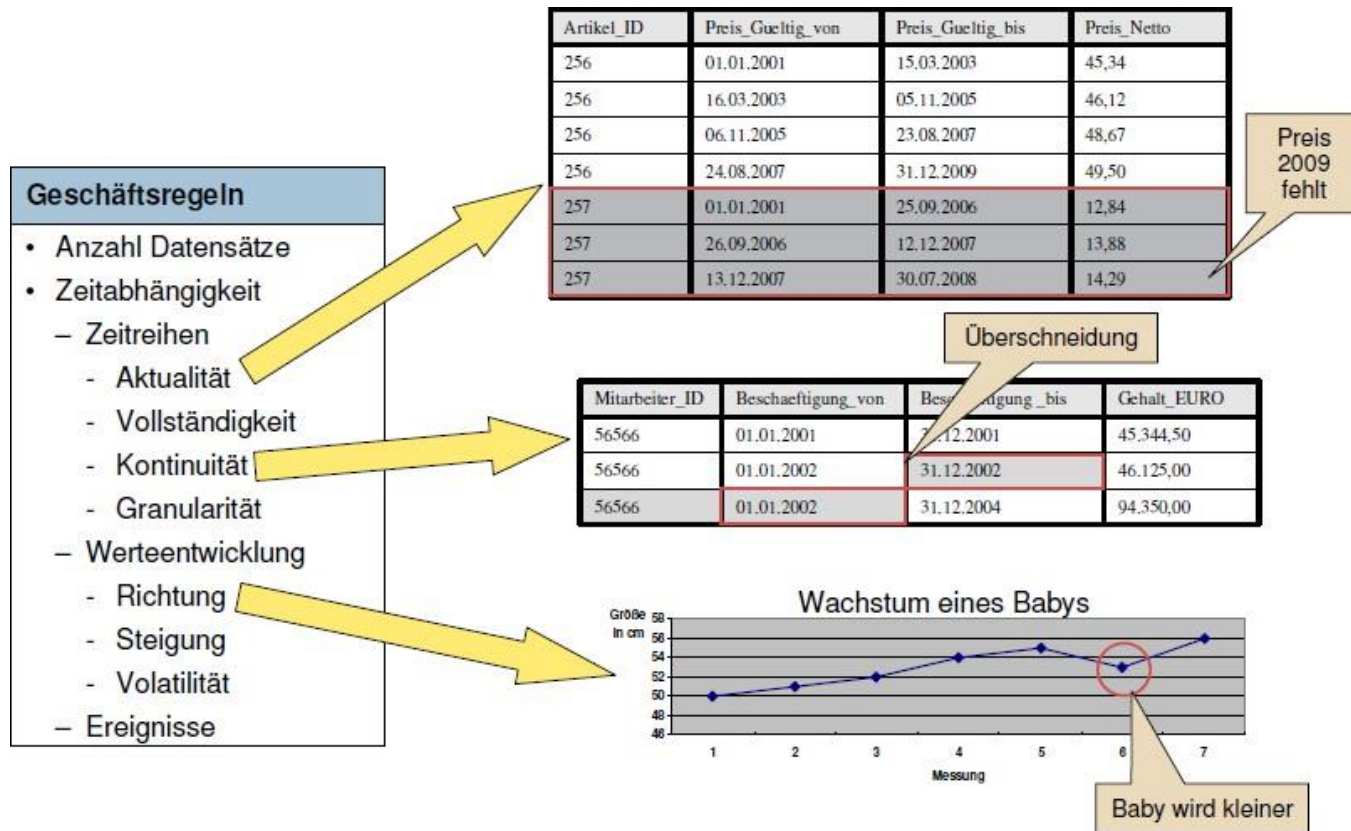 Geschäftsregeln
• Anzahl Datensätze
• Zeitabhängigkeit
– Zeitreihen
- Aktualität
- Vollständigkeit
- Kontinuität
- Granularität
– Werteentwicklung
- Richtung
- Steigung
- Volatilität
– Ereignisse
Artikel_ID Preis_Gueltig_von Preis_Gueltig_bis Preis_Netto
256 01.01.2001 15.03.2003 45,34
256 16.03.2003 05.11.2005 46,12
256 06.11.2005 23.08.2007 48,67
256 24.08.2007 31.12.2009 49,50
257 01.01.2001 25.09.2006 12,84
257 26.09.2006 12.12.2007 13,88
257 13.12.2007 30.07.2008 14,29
Preis
2009
fehlt
Überschneidung
Mitarbeiter_ID Beschaeftigung_von _bis Gehalt_EURO
56566 01.01.2001 .12.2001 45.344,50
56566 01.01.2002 31.12.2002 46.125,00
56566 01.01.2002 31.12.2004 94.350,00
Wachstum eines Babys
Größe
in cm
58
56
54
52
50
48
46
1 2 3 4 5 6 7
Messung
Baby wird kleiner